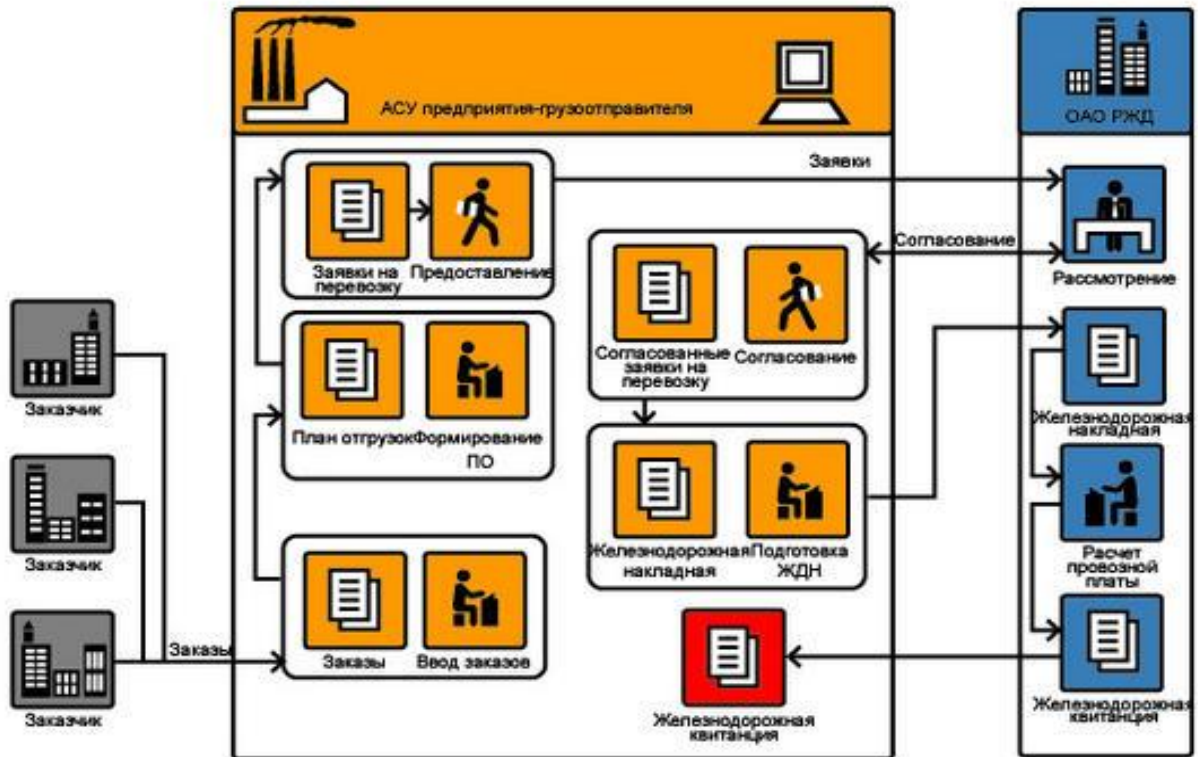 АСУ предприятия-грузоотправителя
ОАО РЖД
Заявки
Заявки на
перевозку
Предоставление
Согласование
Рассмотрение
Заказчик
План отгрузок
Формирование
ПО
Согласованные
заявки на
перевозку
Согласование
Железнодорожная
накладная
Заказчик
Железнодорожная
накладная
Подготовка
ЖДН
Расчет
провозной
платы
Заказчик
Заказы
Заказы
Ввод заказов
Железнодорожная
квитанция
Железнодорожная
квитанция